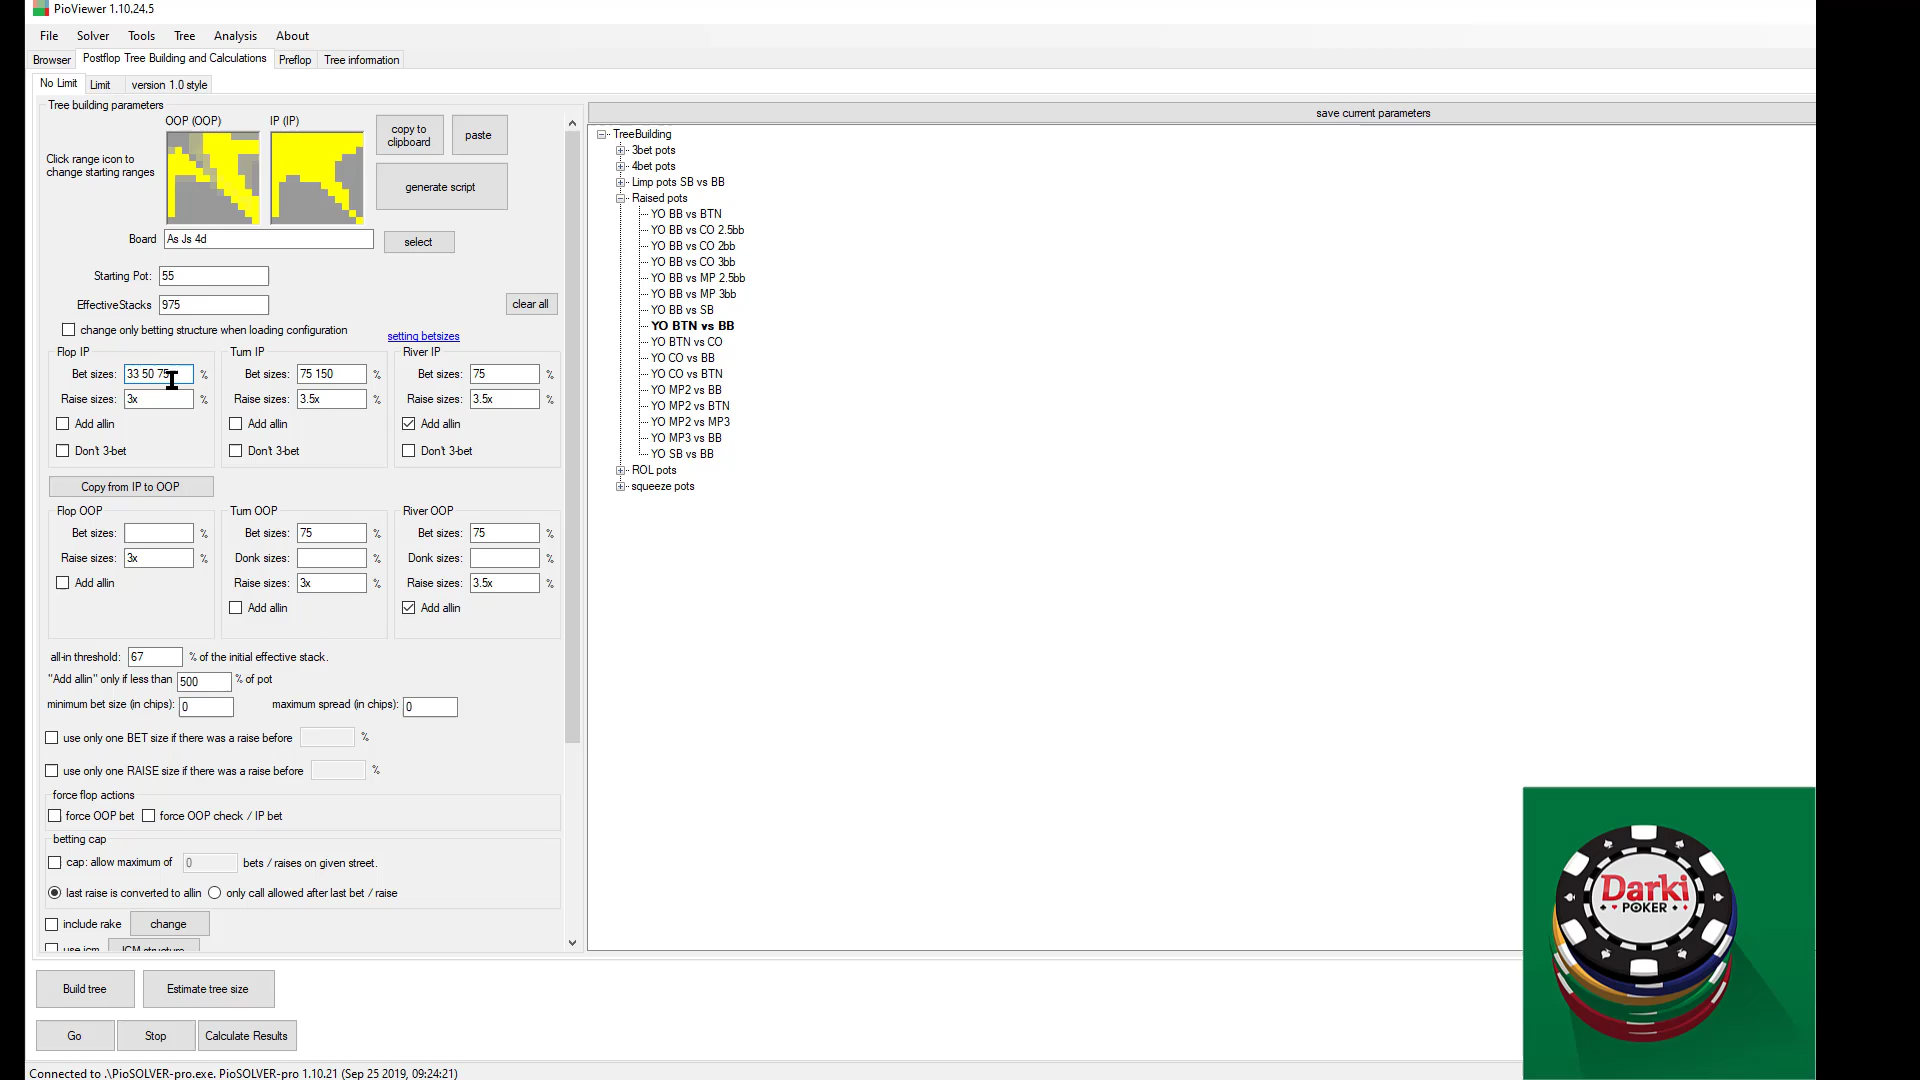 PioViewer 1.10.24.5
File Solver Tools Tree Analysis About
Browser Postflop Tree Building and Calculations Preflop Tree information
No Limit Limit version 1.0 style
Tree building parameters
OOP (OOP) IP (IP)
Click range icon to
change starting ranges
copy to
clipboard
paste
generate script
Board As Js 4d select
Starting Pot: 55
EffectiveStacks 975 clear all
change only betting structure when loading configuration setting betsizes
Flop IP Turn IP River IP
Bet sizes: 33 50 75 % Bet sizes: 75 150 % Bet sizes: 75 %
Raise sizes: 3x % Raise sizes: 3.5x % Raise sizes: 3.5x %
Add allin Add allin Add allin
Don't 3-bet Don't 3-bet Don't 3-bet
Copy from IP to OOP
Flop OOP Turn OOP River OOP
Bet sizes: % Bet sizes: 75 % Bet sizes: 75 %
Raise sizes: 3x % Donk sizes: % Donk sizes: %
Add allin Raise sizes: 3x % Raise sizes: 3.5x %
Add allin Add allin
all-in threshold: 67 % of the initial effective stack.
"Add allin" only if less than 500 % of pot
minimum bet size (in chips): 0 maximum spread (in chips): 0
use only one BET size if there was a raise before %
use only one RAISE size if there was a raise before %
force flop actions
force OOP bet force OOP check / IP bet
betting cap
cap: allow maximum of 0 bets / raises on given street.
last raise is converted to allin only call allowed after last bet / raise
include rake change
use icm ICM structure
Build tree Estimate tree size
Go Stop Calculate Results
Connected to .\PioSOLVER-pro.exe. PioSOLVER-pro 1.10.21 (Sep 25 2019, 09:24:21)
save current parameters
TreeBuilding
3bet pots
4bet pots
Limp pots SB vs BB
Raised pots
YO BB vs BTN
YO BB vs CO 2.5bb
YO BB vs CO 2bb
YO BB vs CO 3bb
YO BB vs MP 2.5bb
YO BB vs MP 3bb
YO BB vs SB
YO BTN vs BB
YO BTN vs CO
YO CO vs BB
YO CO vs BTN
YO MP2 vs BB
YO MP2 vs BTN
YO MP2 vs MP3
YO MP3 vs BB
YO SB vs BB
ROL pots
squeeze pots
Darki
POKER